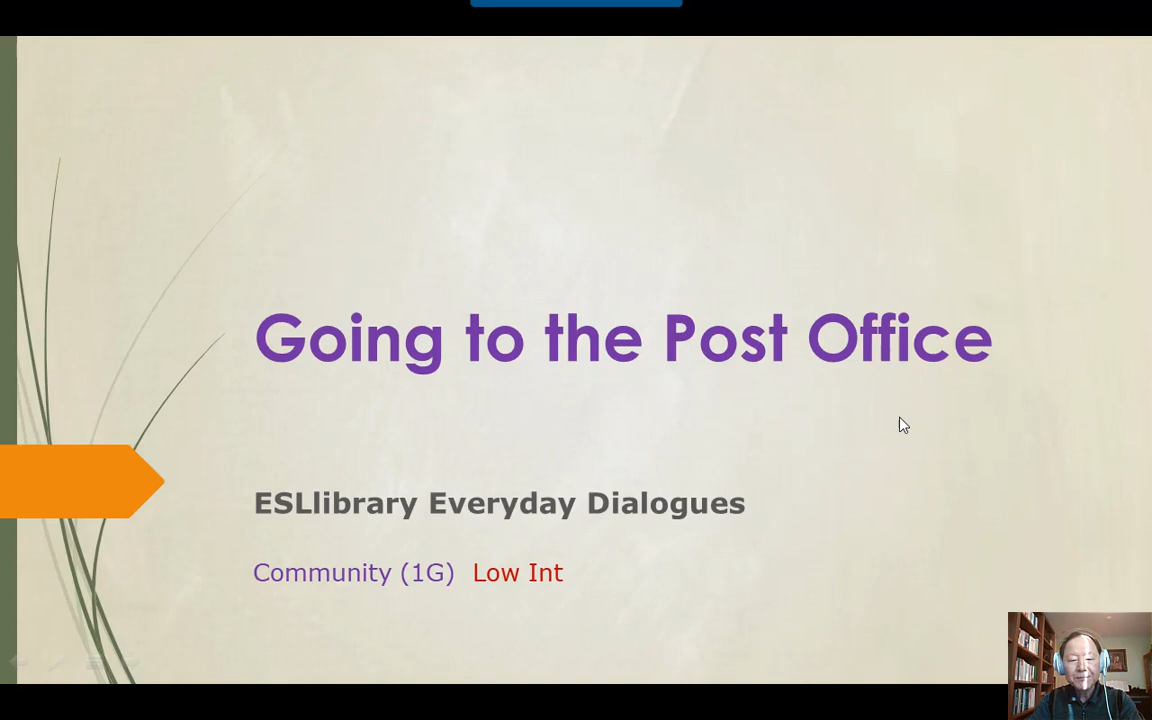 Going to the Post Office
ESLlibrary Everyday Dialogues
Community (1G) Low Int